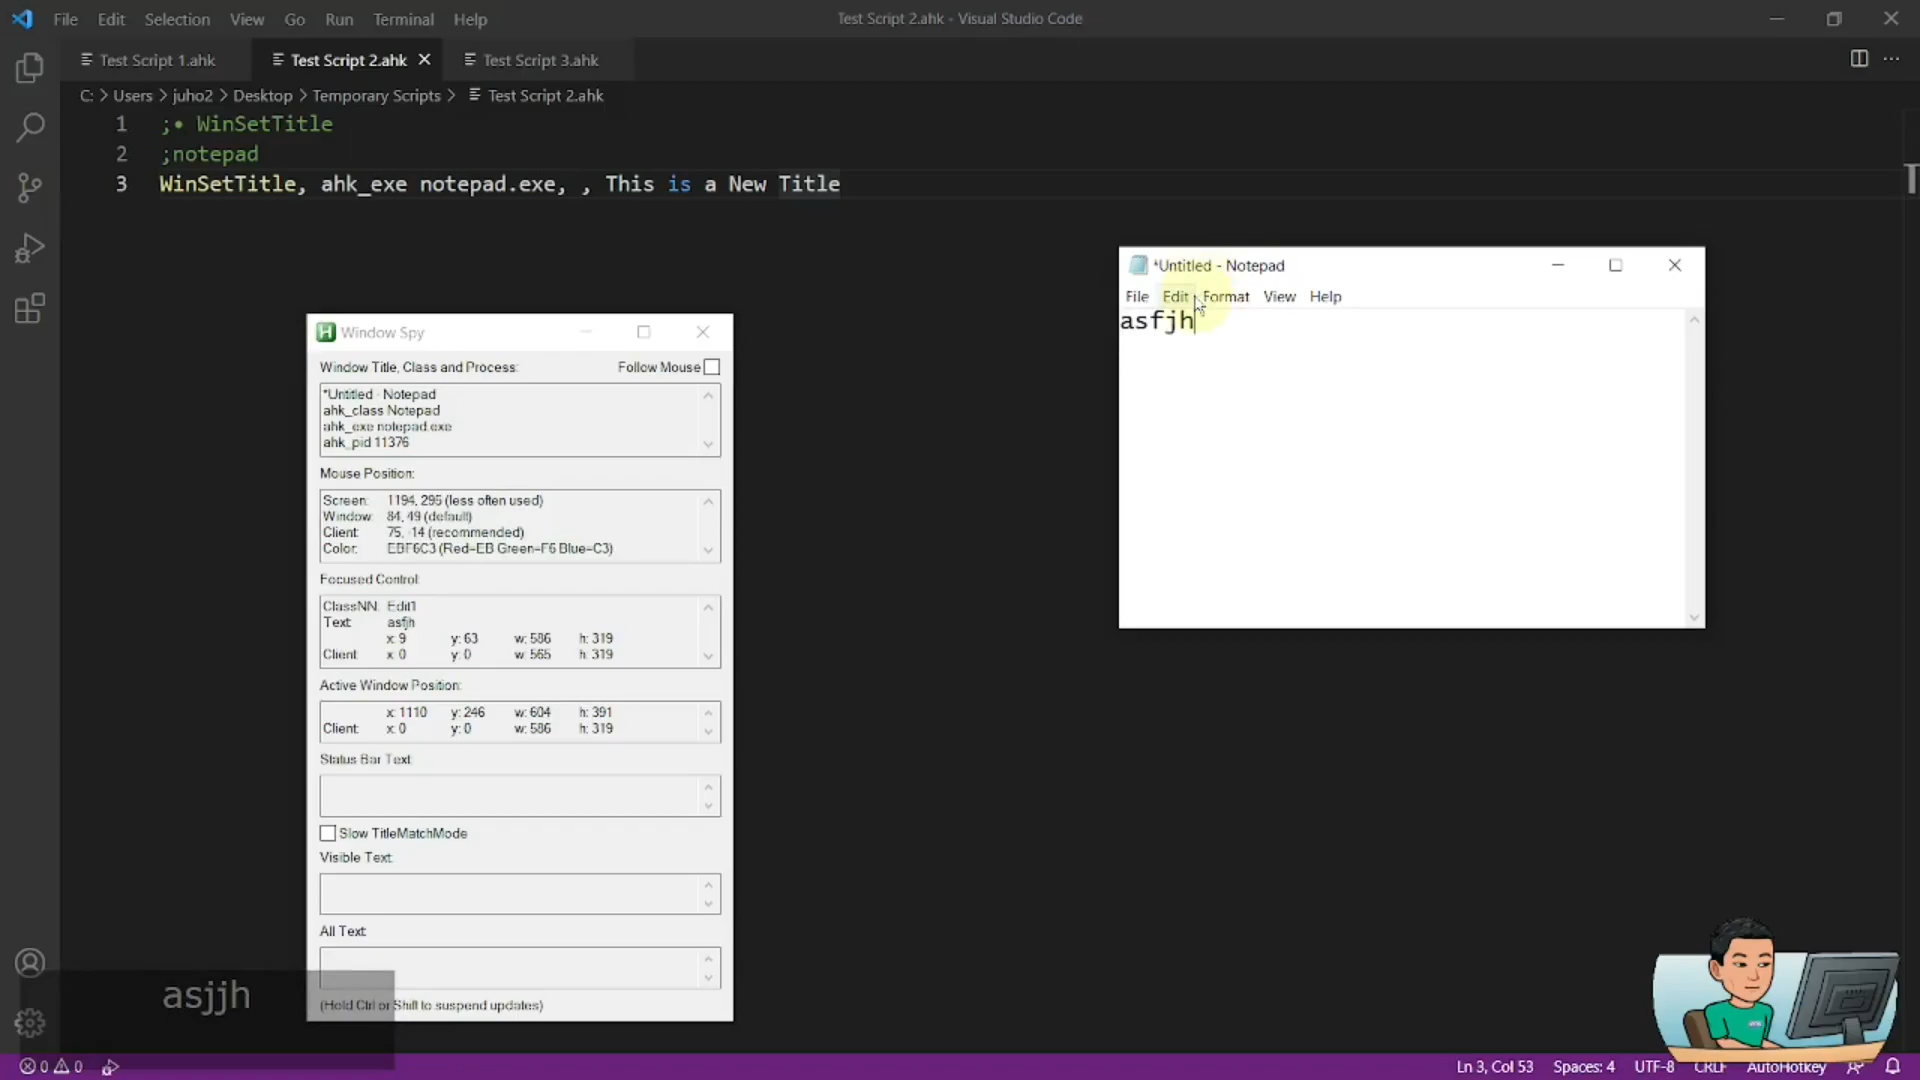 File Edit Selection View Go Run Terminal Help
Test Script 2.ahk - Visual Studio Code
Test Script 1.ahk
Test Script 2.ahk
Test Script 3.ahk
C: > Users > juho2 > Desktop > Temporary Scripts > Test Script 2.ahk
1 ;• WinSetTitle
2 ;notepad
3 WinSetTitle, ahk_exe notepad.exe, , This is a New Title
*Untitled - Notepad
File Edit Format View Help
asfjh
Window Spy
Window Title, Class and Process: Follow Mouse
*Untitled - Notepad
ahk_class Notepad
ahk_exe notepad.exe
ahk_pid 11376
Mouse Position:
Screen: 1194, 295 (less often used)
Window: 84, 49 (default)
Client: 75, -14 (recommended)
Color: EBF6C3 (Red=EB Green=F6 Blue=C3)
Focused Control:
ClassNN: Edit1
Text: asfjh
x: 9 y: 63 w: 586 h: 319
Client: x: 0 y: 0 w: 565 h: 319
Active Window Position:
x: 1110 y: 246 w: 604 h: 391
Client: x: 0 y: 0 w: 586 h: 319
Status Bar Text:
Slow TitleMatchMode
Visible Text:
All Text:
(Hold Ctrl or Shift to suspend updates)
asjjh
0 0
Ln 3, Col 53 Spaces: 4 UTF-8 CRLF AutoHotkey